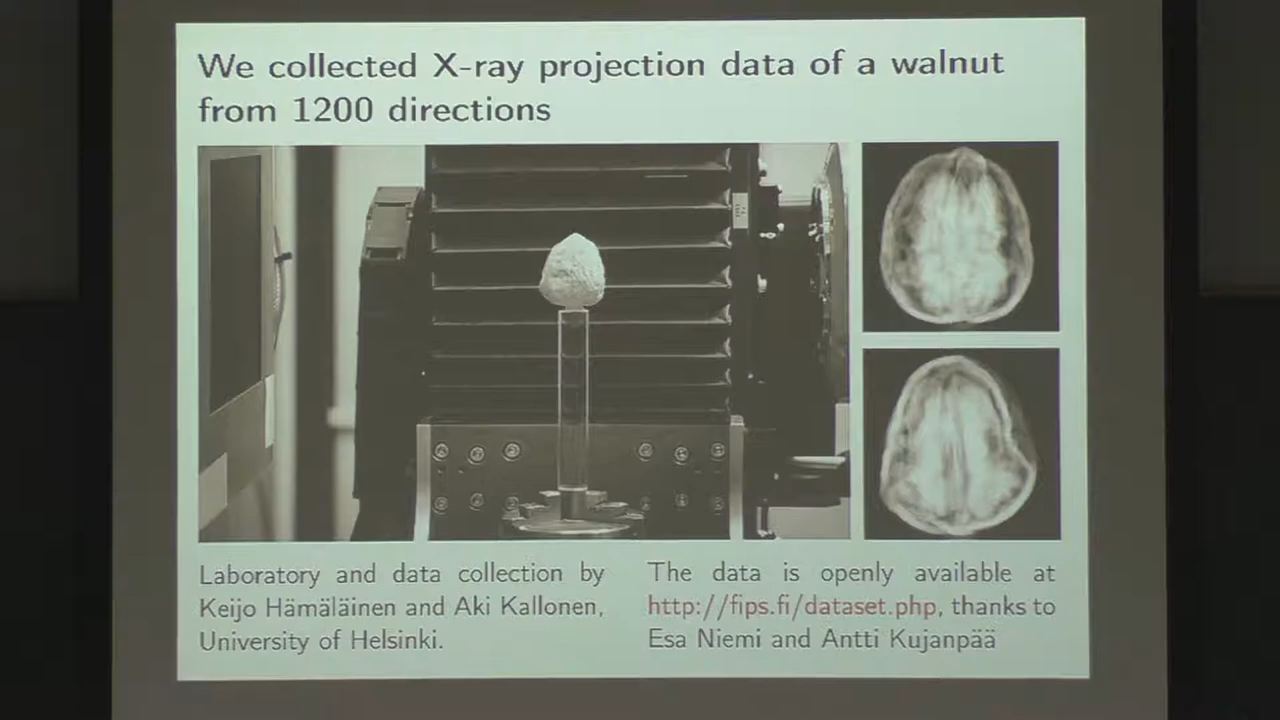 We collected X-ray projection data of a walnut
from 1200 directions
Laboratory and data collection by
Keijo Hämäläinen and Aki Kallonen,
University of Helsinki.
The data is openly available at
http://fips.fi/dataset.php, thanks to
Esa Niemi and Antti Kujanpää